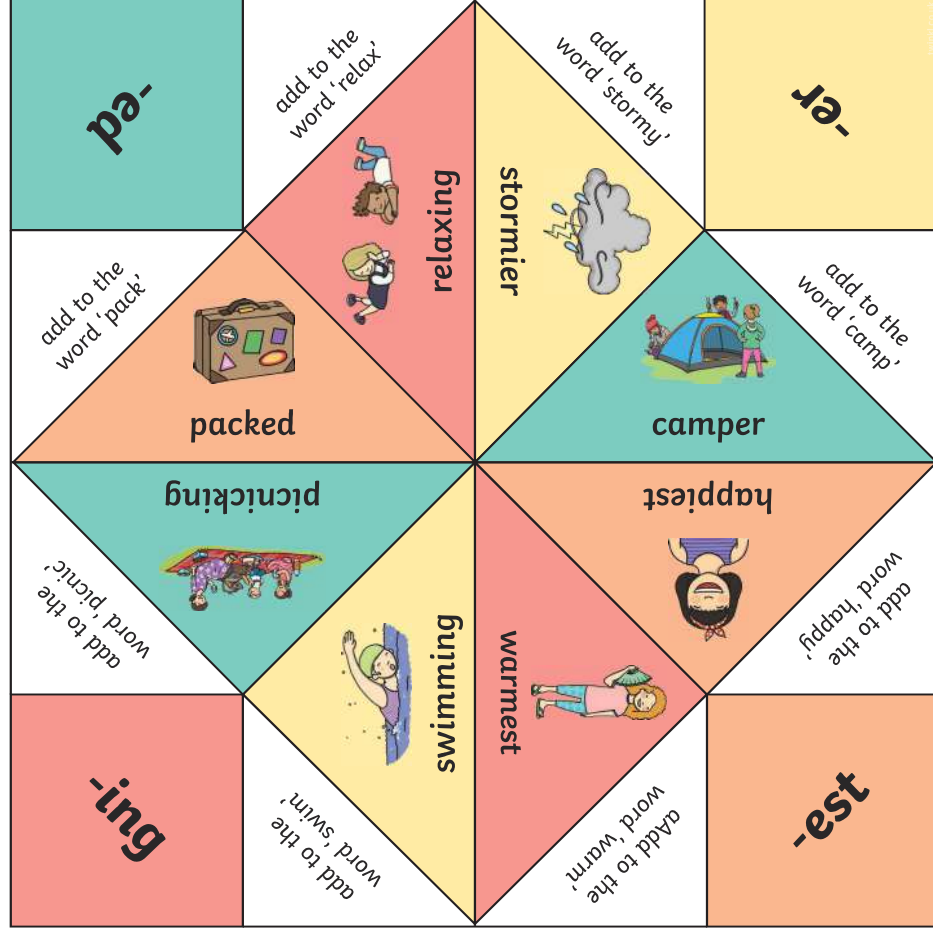 -ed
add to the
word ‘relax’
add to the
word ‘stormy’
-er
relaxing
stormier
add to the
word ‘pack’
add to the
word ‘camp’
packed
camper
picnicking
happiest
add to the
word ‘picnic’
add to the
word ‘happy’
swimming
warmest
-ing
add to the
word ‘swim’
aAdd to the
word ‘warm’
-est